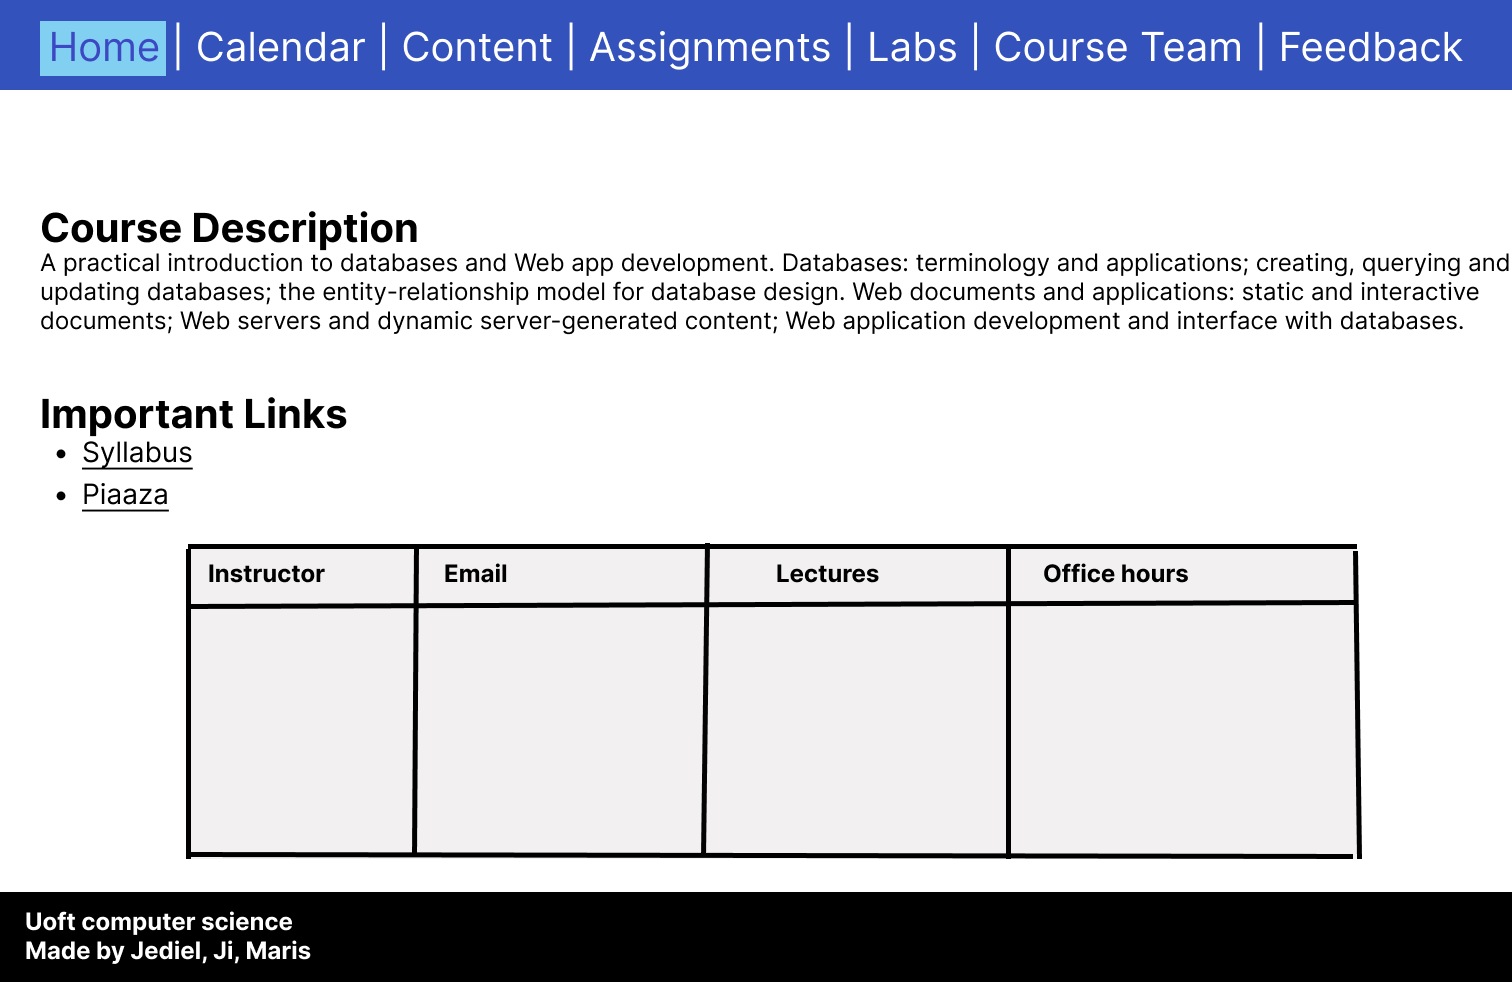 Home | Calendar | Content | Assignments | Labs | Course Team | Feedback
Course Description
A practical introduction to databases and Web app development. Databases: terminology and applications; creating, querying and
updating databases; the entity-relationship model for database design. Web documents and applications: static and interactive
documents; Web servers and dynamic server-generated content; Web application development and interface with databases.
Important Links
• Syllabus
• Piaaza
Instructor Email Lectures Office hours
Uoft computer science
Made by Jediel, Ji, Maris